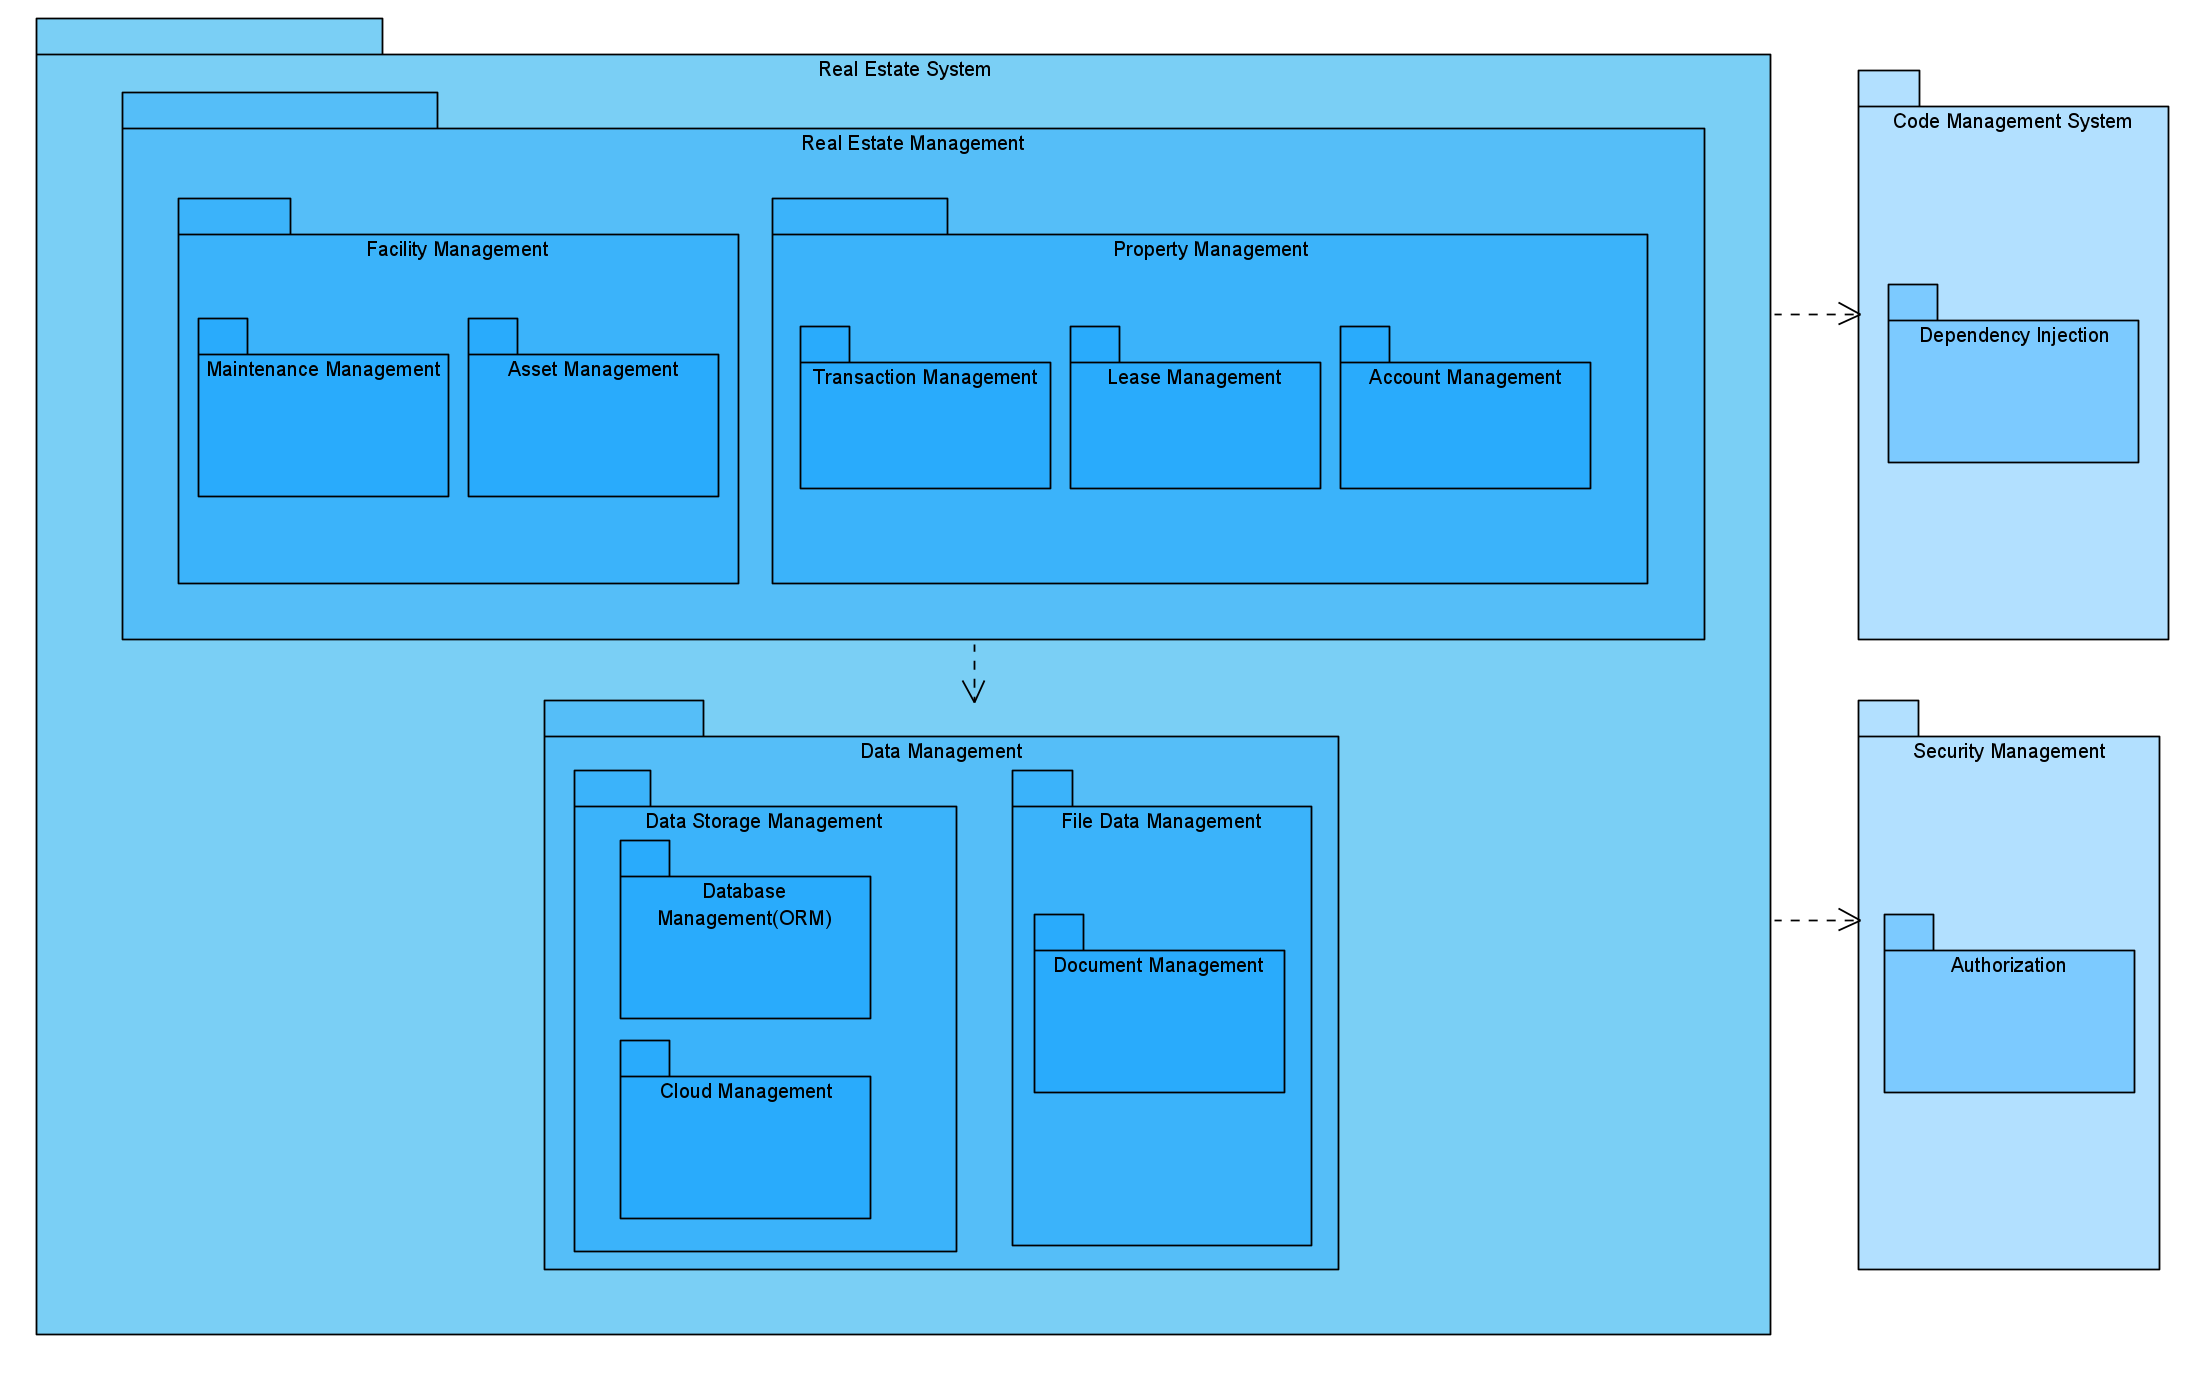 Real Estate System
Real Estate Management
Facility Management
Maintenance Management
Asset Management
Property Management
Transaction Management
Lease Management
Account Management
Data Management
Data Storage Management
Database
Management(ORM)
Cloud Management
File Data Management
Document Management
Code Management System
Dependency Injection
Security Management
Authorization